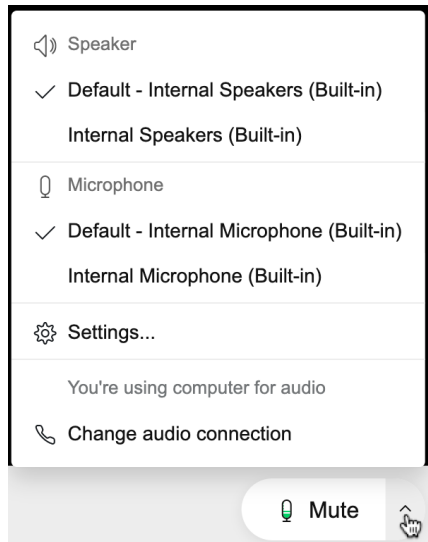 Speaker
Default - Internal Speakers (Built-in)
Internal Speakers (Built-in)
Microphone
Default - Internal Microphone (Built-in)
Internal Microphone (Built-in)
Settings...
You're using computer for audio
Change audio connection
Mute